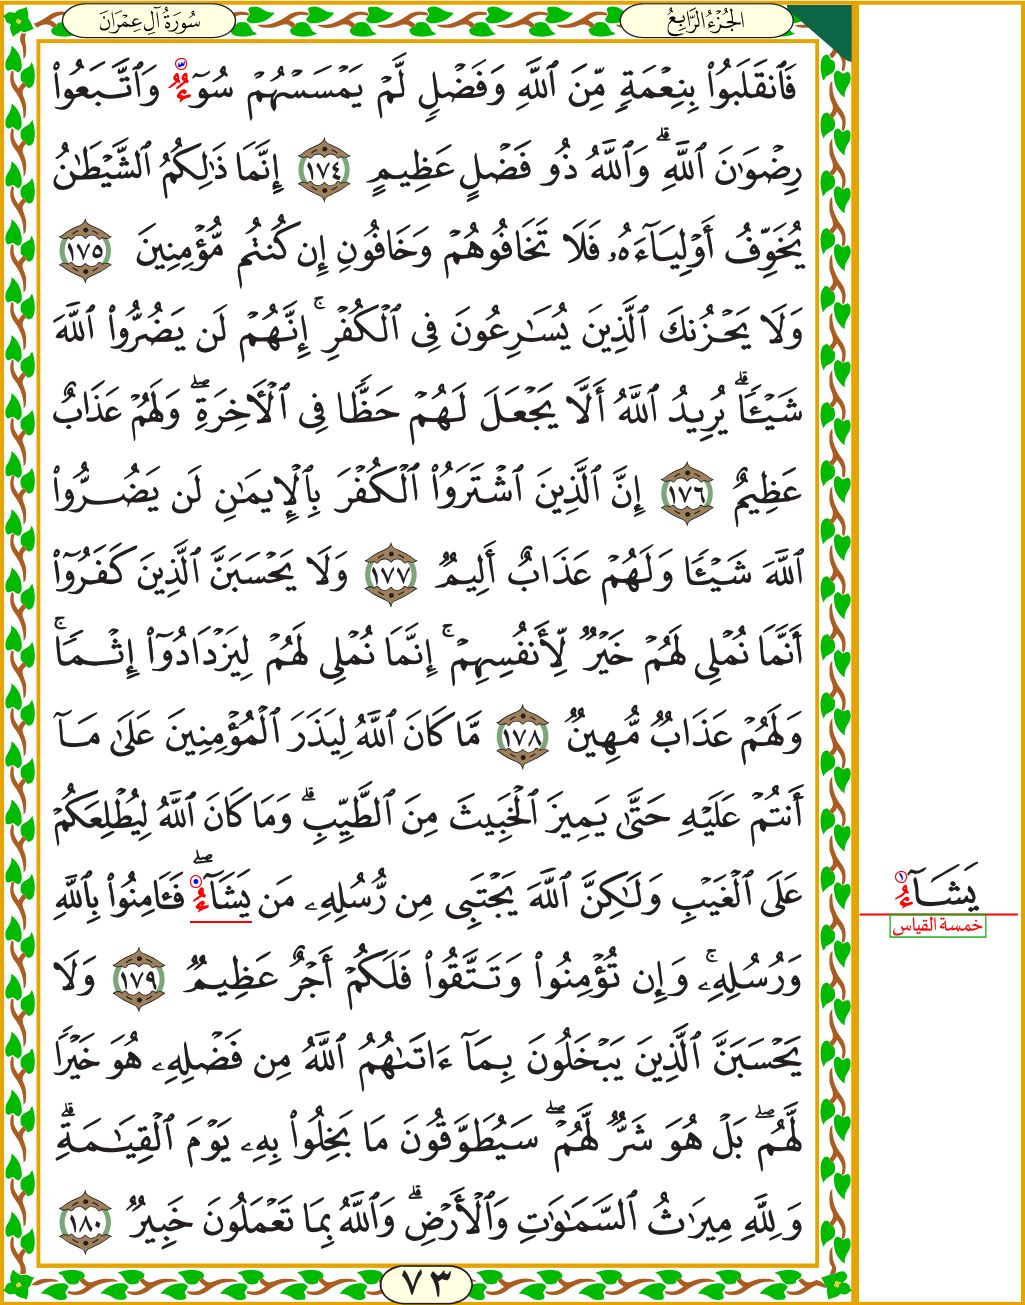 سُورَةُ آلِ عِمْرَان
الجُزْءُ الرَّابِعُ
فَٱنقَلَبُواْ بِنِعۡمَةٖ مِّنَ ٱللَّهِ وَفَضۡلٖ لَّمۡ يَمۡسَسۡهُمۡ سُوٓءٞ ٣ وَٱتَّبَعُواْ
رِضۡوَٰنَ ٱللَّهِۗ وَٱللَّهُ ذُو فَضۡلٍ عَظِيمٍ ١٧٤ إِنَّمَا ذَٰلِكُمُ ٱلشَّيۡطَٰنُ
يُخَوِّفُ أَوۡلِيَآءَهُۥ فَلَا تَخَافُوهُمۡ وَخَافُونِ إِن كُنتُم مُّؤۡمِنِينَ ١٧٥
وَلَا يَحۡزُنكَ ٱلَّذِينَ يُسَٰرِعُونَ فِي ٱلۡكُفۡرِۚ إِنَّهُمۡ لَن يَضُرُّواْ ٱللَّهَ
شَيۡـٔٗاۗ يُرِيدُ ٱللَّهُ أَلَّا يَجۡعَلَ لَهُمۡ حَظّٗا فِي ٱلۡأٓخِرَةِۖ وَلَهُمۡ عَذَابٌ
عَظِيمٌ ١٧٦ إِنَّ ٱلَّذِينَ ٱشۡتَرَوُاْ ٱلۡكُفۡرَ بِٱلۡإِيمَٰنِ لَن يَضُرُّواْ
ٱللَّهَ شَيۡـٔٗا وَلَهُمۡ عَذَابٌ أَلِيمٞ ١٧٧ وَلَا يَحۡسَبَنَّ ٱلَّذِينَ كَفَرُوٓاْ
أَنَّمَا نُمۡلِي لَهُمۡ خَيۡرٞ لِّأَنفُسِهِمۡۚ إِنَّمَا نُمۡلِي لَهُمۡ لِيَزۡدَادُوٓاْ إِثۡمٗاۚ
وَلَهُمۡ عَذَابٞ مُّهِينٞ ١٧٨ مَّا كَانَ ٱللَّهُ لِيَذَرَ ٱلۡمُؤۡمِنِينَ عَلَىٰ مَآ
أَنتُمۡ عَلَيۡهِ حَتَّىٰ يَمِيزَ ٱلۡخَبِيثَ مِنَ ٱلطَّيِّبِۗ وَمَا كَانَ ٱللَّهُ لِيُطۡلِعَكُمۡ
عَلَى ٱلۡغَيۡبِ وَلَٰكِنَّ ٱللَّهَ يَجۡتَبِي مِن رُّسُلِهِۦ مَن يَشَآءُۖ ٥ فَـَٔامِنُواْ بِٱللَّهِ
وَرُسُلِهِۦۚ وَإِن تُؤۡمِنُواْ وَتَتَّقُواْ فَلَكُمۡ أَجۡرٌ عَظِيمٞ ١٧٩ وَلَا
يَحۡسَبَنَّ ٱلَّذِينَ يَبۡخَلُونَ بِمَآ ءَاتَىٰهُمُ ٱللَّهُ مِن فَضۡلِهِۦ هُوَ خَيۡرٗا
لَّهُمۖ بَلۡ هُوَ شَرّٞ لَّهُمۡۖ سَيُطَوَّقُونَ مَا بَخِلُواْ بِهِۦ يَوۡمَ ٱلۡقِيَٰمَةِۗ
وَلِلَّهِ مِيرَٰثُ ٱلسَّمَٰوَٰتِ وَٱلۡأَرۡضِۗ وَٱللَّهُ بِمَا تَعۡمَلُونَ خَبِيرٞ ١٨٠
يَشَآءُ ١
خمسة القياس
٧٣